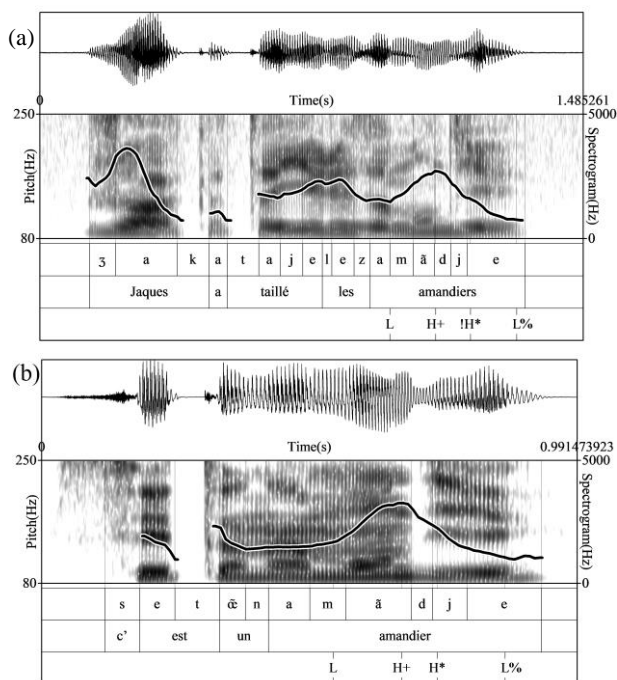 (a)
0 Time(s) 1.485261
250 5000
Pitch(Hz) Spectrogram(Hz)
80 0
ʒ a k a t a j e l e z a m ã d j e
Jaques a taillé les amandiers
L H+ !H* L%
(b)
0 Time(s) 0.991473923
250 5000
Pitch(Hz) Spectrogram(Hz)
80 0
s e t œ̃ n a m ã d j e
c' est un amandier
L H+ H* L%